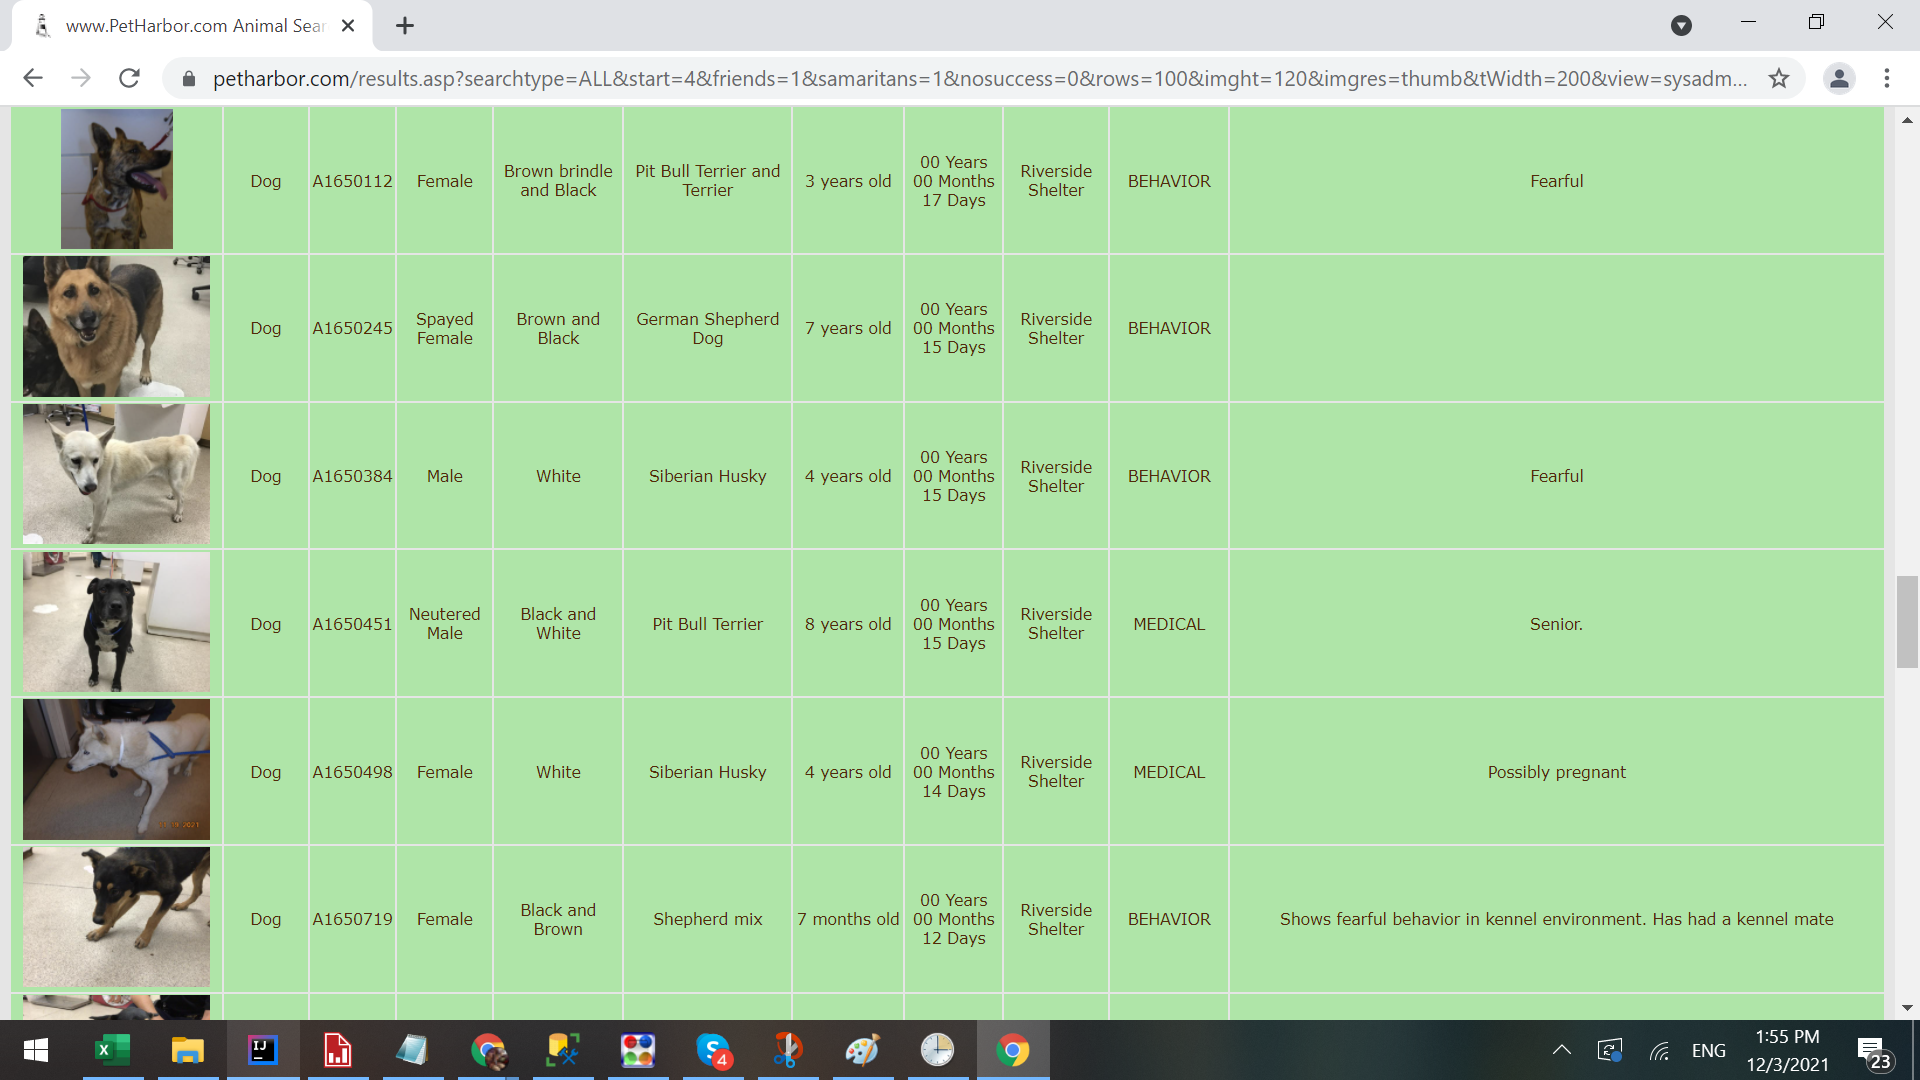 www.PetHarbor.com Animal Sear
petharbor.com/results.asp?searchtype=ALL&start=4&friends=1&samaritans=1&nosuccess=0&rows=100&imght=120&imgres=thumb&tWidth=200&view=sysadm...
Dog
A1650112
Female
Brown brindle
and Black
Pit Bull Terrier and
Terrier
3 years old
00 Years
00 Months
17 Days
Riverside
Shelter
BEHAVIOR
Fearful
Dog
A1650245
Spayed
Female
Brown and
Black
German Shepherd
Dog
7 years old
00 Years
00 Months
15 Days
Riverside
Shelter
BEHAVIOR
Dog
A1650384
Male
White
Siberian Husky
4 years old
00 Years
00 Months
15 Days
Riverside
Shelter
BEHAVIOR
Fearful
Dog
A1650451
Neutered
Male
Black and
White
Pit Bull Terrier
8 years old
00 Years
00 Months
15 Days
Riverside
Shelter
MEDICAL
Senior.
Dog
A1650498
Female
White
Siberian Husky
4 years old
00 Years
00 Months
14 Days
Riverside
Shelter
MEDICAL
Possibly pregnant
Dog
A1650719
Female
Black and
Brown
Shepherd mix
7 months old
00 Years
00 Months
12 Days
Riverside
Shelter
BEHAVIOR
Shows fearful behavior in kennel environment. Has had a kennel mate
X
IJ
S
4
ENG
1:55 PM
12/3/2021
23